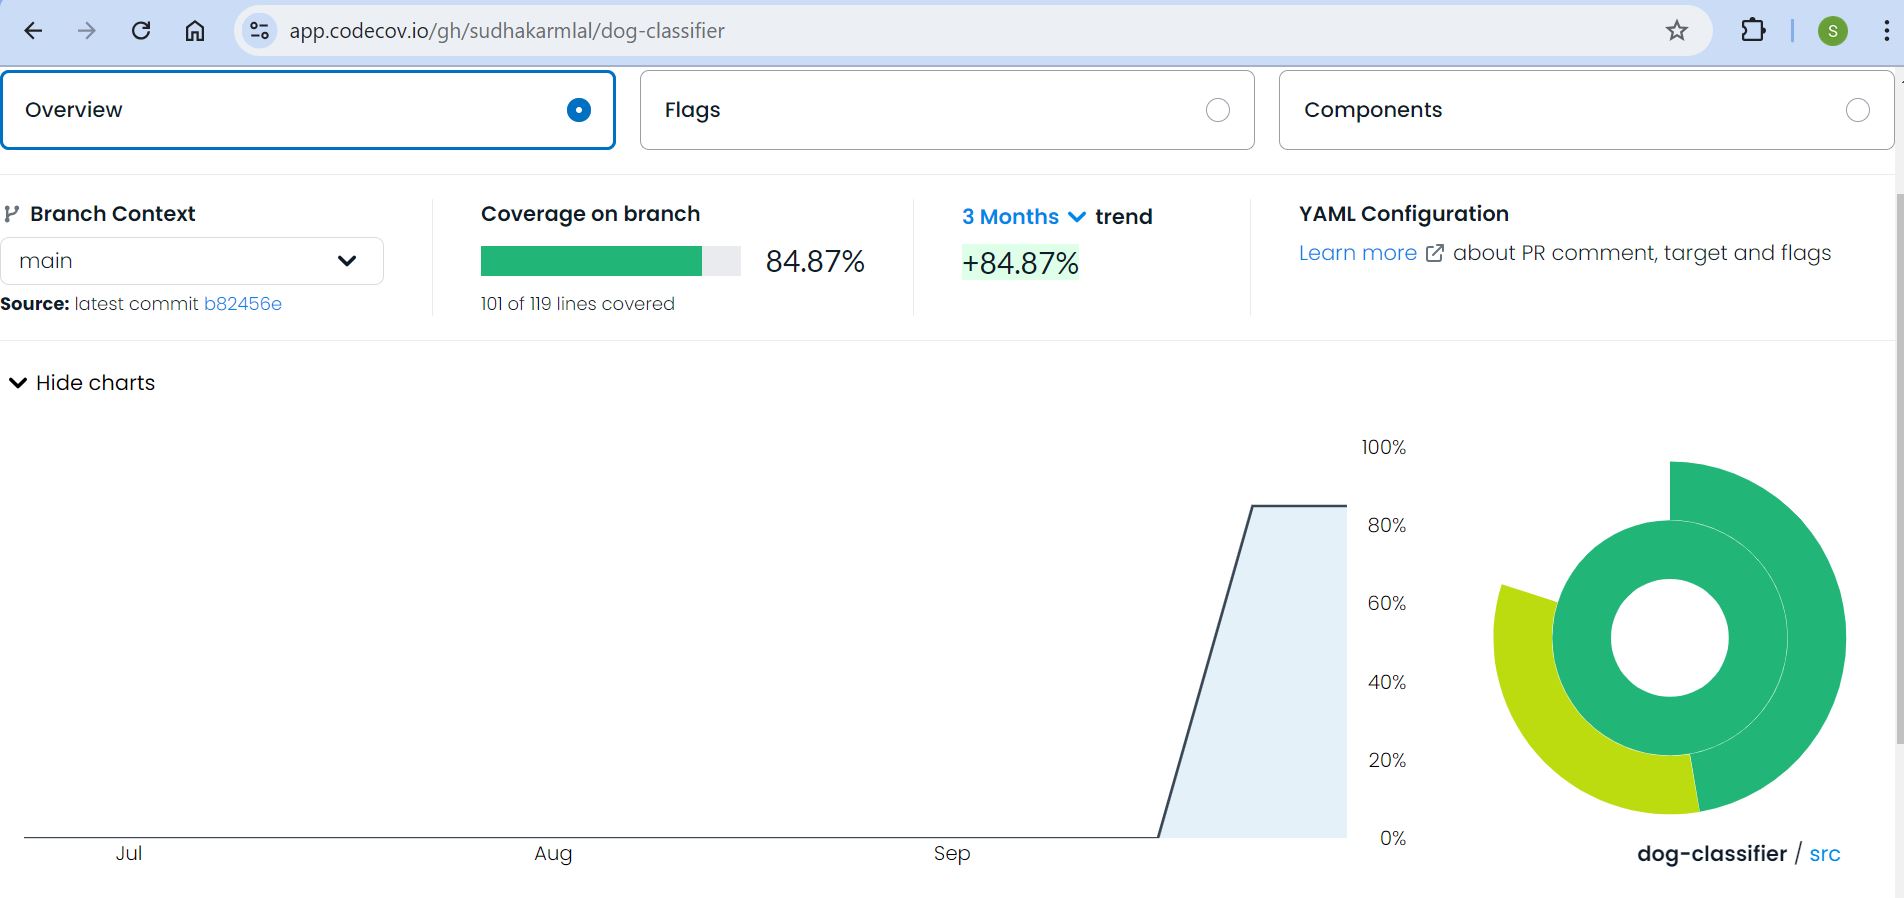 app.codecov.io/gh/sudhakarmlal/dog-classifier
S
Overview
Flags
Components
Branch Context
main
Source: latest commit b82456e
Coverage on branch
84.87%
101 of 119 lines covered
3 Months trend
+84.87%
YAML Configuration
Learn more about PR comment, target and flags
Hide charts
100%
80%
60%
40%
20%
0%
Jul Aug Sep
dog-classifier / src